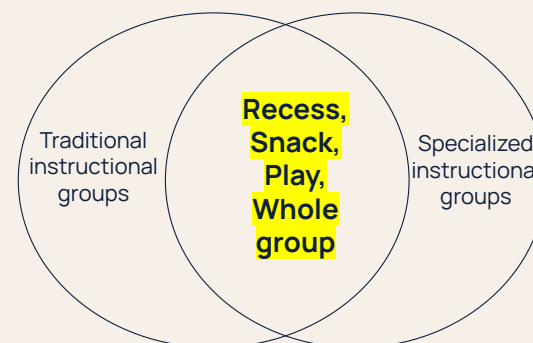 Traditional
instructional
groups
Recess,
Snack,
Play,
Whole
group
Specialized
instructiona
groups